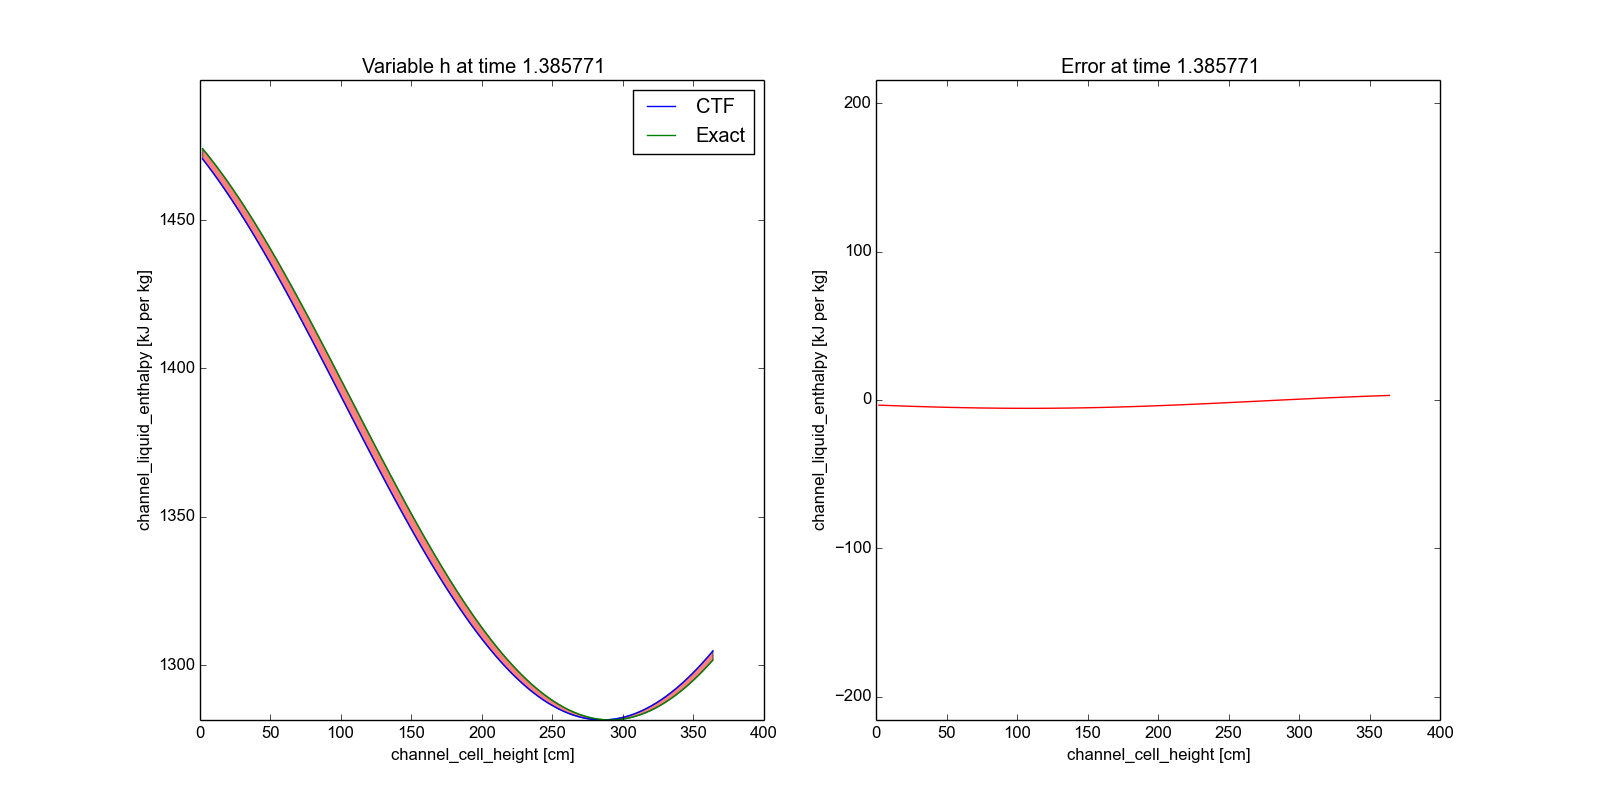 Variable h at time 1.385771
CTF
Exact
1450
1400
1350
1300
channel_liquid_enthalpy [kJ per kg]
0 50 100 150 200 250 300 350 400
channel_cell_height [cm]
Error at time 1.385771
200
100
0
−100
−200
channel_liquid_enthalpy [kJ per kg]
0 50 100 150 200 250 300 350 400
channel_cell_height [cm]